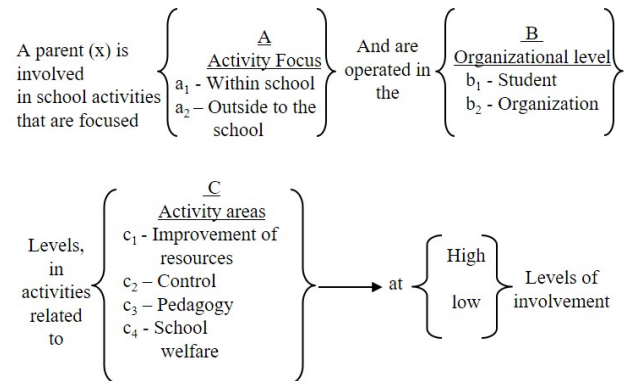 A parent (x) is
involved
in school activities
that are focused
A
Activity Focus
a1 - Within school
a2 – Outside to the
school
And are
operated in
the
B
Organizational level
b1 - Student
b2 - Organization
Levels,
in
activities
related
to
C
Activity areas
c1 - Improvement of
resources
c2 – Control
c3 – Pedagogy
c4 - School
welfare
at
High
low
Levels of
involvement